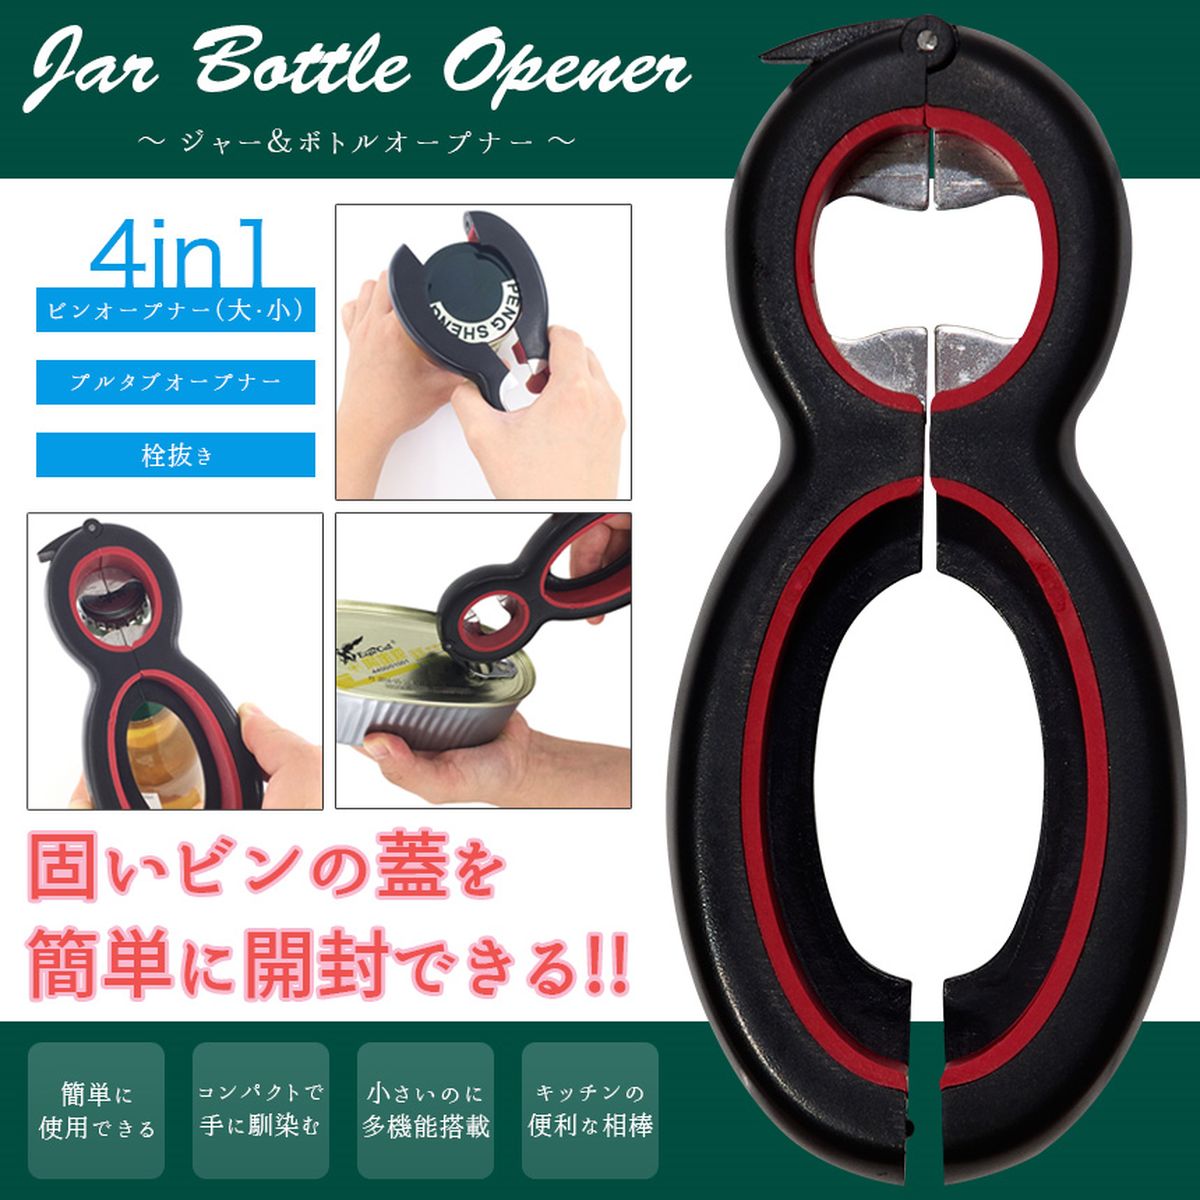 Jar Bottle Opener
～ ジャー&ボトルオープナー ～
4in1
ビンオープナー(大・小)
プルタブオープナー
栓抜き
PENG SHENG
EagleCoin
440001001
固いビンの蓋を
簡単に開封できる!!
簡単に
使用できる
コンパクトで
手に馴染む
小さいのに
多機能搭載
キッチンの
便利な相棒